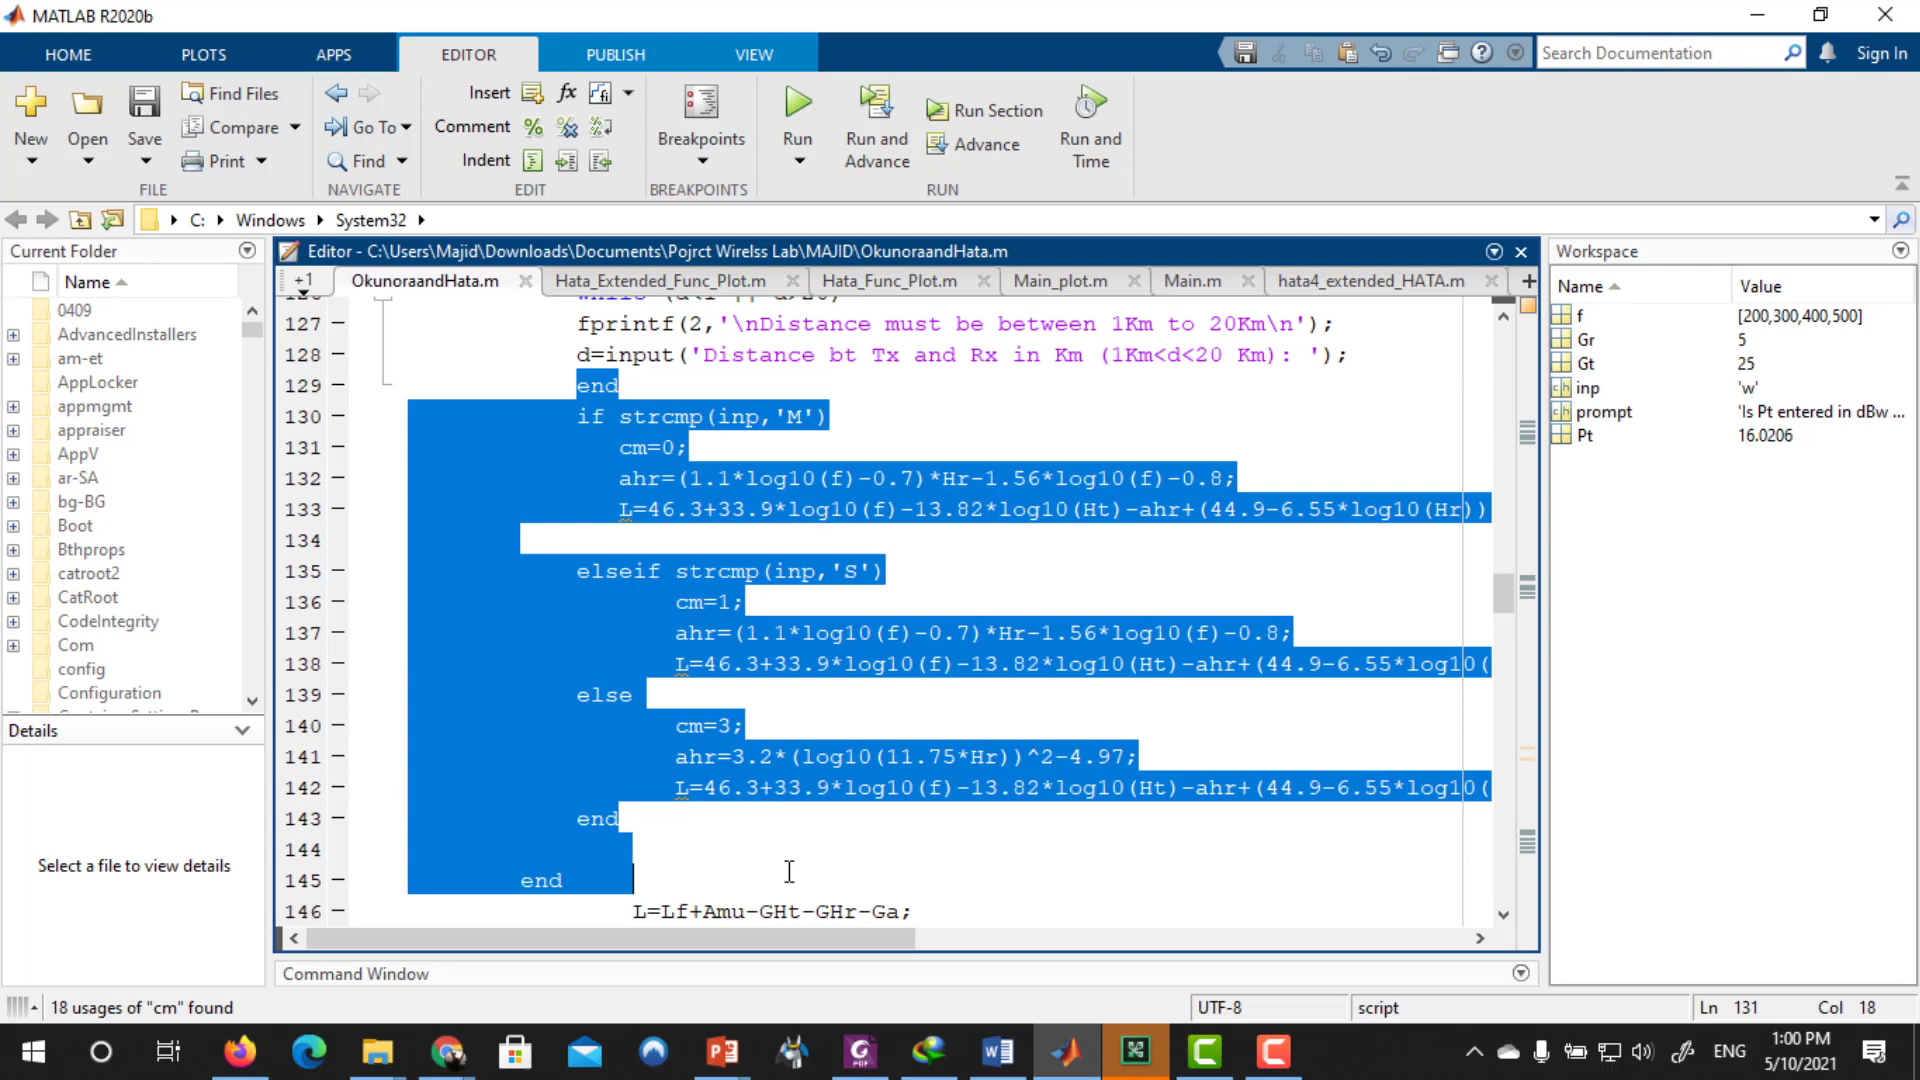 MATLAB R2020b
HOME PLOTS APPS EDITOR PUBLISH VIEW
Search Documentation
Sign In
New Open Save
Find Files
Compare
Print
FILE
Go To
Find
NAVIGATE
Insert fx
Comment
Indent
EDIT
Breakpoints
BREAKPOINTS
Run
Run and Advance
Run Section
Advance
Run and Time
RUN
C: Windows System32
Current Folder
Name
0409
AdvancedInstallers
am-et
AppLocker
appmgmt
appraiser
AppV
ar-SA
bg-BG
Boot
Bthprops
catroot2
CatRoot
CodeIntegrity
Com
config
Configuration
Details
Select a file to view details
Editor - C:\Users\Majid\Downloads\Documents\Pojrct Wirelss Lab\MAJID\OkunoraandHata.m
+1 OkunoraandHata.m Hata_Extended_Func_Plot.m Hata_Func_Plot.m Main_plot.m Main.m hata4_extended_HATA.m
127 fprintf(2,'\nDistance must be between 1Km to 20Km\n');
128 d=input('Distance bt Tx and Rx in Km (1Km<d<20 Km): ');
129 end
130 if strcmp(inp,'M')
131 cm=0;
132 ahr=(1.1*log10(f)-0.7)*Hr-1.56*log10(f)-0.8;
133 L=46.3+33.9*log10(f)-13.82*log10(Ht)-ahr+(44.9-6.55*log10(Hr))
134
135 elseif strcmp(inp,'S')
136 cm=1;
137 ahr=(1.1*log10(f)-0.7)*Hr-1.56*log10(f)-0.8;
138 L=46.3+33.9*log10(f)-13.82*log10(Ht)-ahr+(44.9-6.55*log10(
139 else
140 cm=3;
141 ahr=3.2*(log10(11.75*Hr))^2-4.97;
142 L=46.3+33.9*log10(f)-13.82*log10(Ht)-ahr+(44.9-6.55*log10(
143 end
144
145 end
146 L=Lf+Amu-GHt-GHr-Ga;
Command Window
Workspace
Name Value
f [200,300,400,500]
Gr 5
Gt 25
inp 'w'
prompt 'Is Pt entered in dBw ...
Pt 16.0206
18 usages of "cm" found
UTF-8
script
Ln 131 Col 18
ENG
1:00 PM
5/10/2021